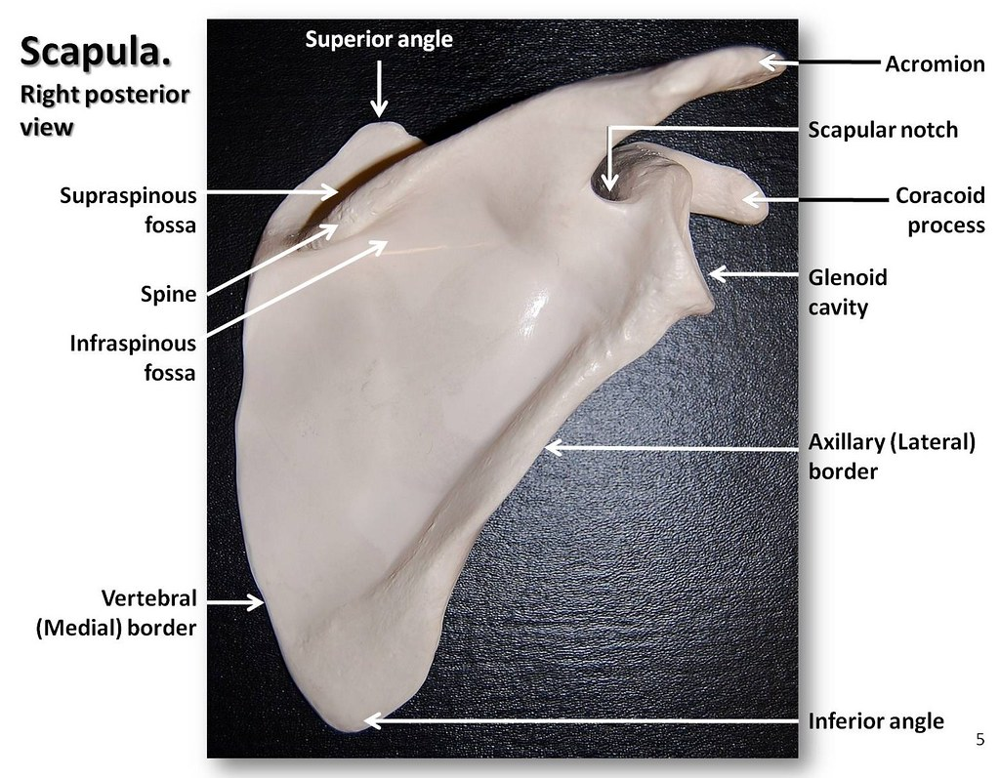 Scapula.
Right posterior
view
Superior angle
Acromion
Scapular notch
Supraspinous
fossa
Coracoid
process
Spine
Glenoid
cavity
Infraspinous
fossa
Axillary (Lateral)
border
Vertebral
(Medial) border
Inferior angle
5